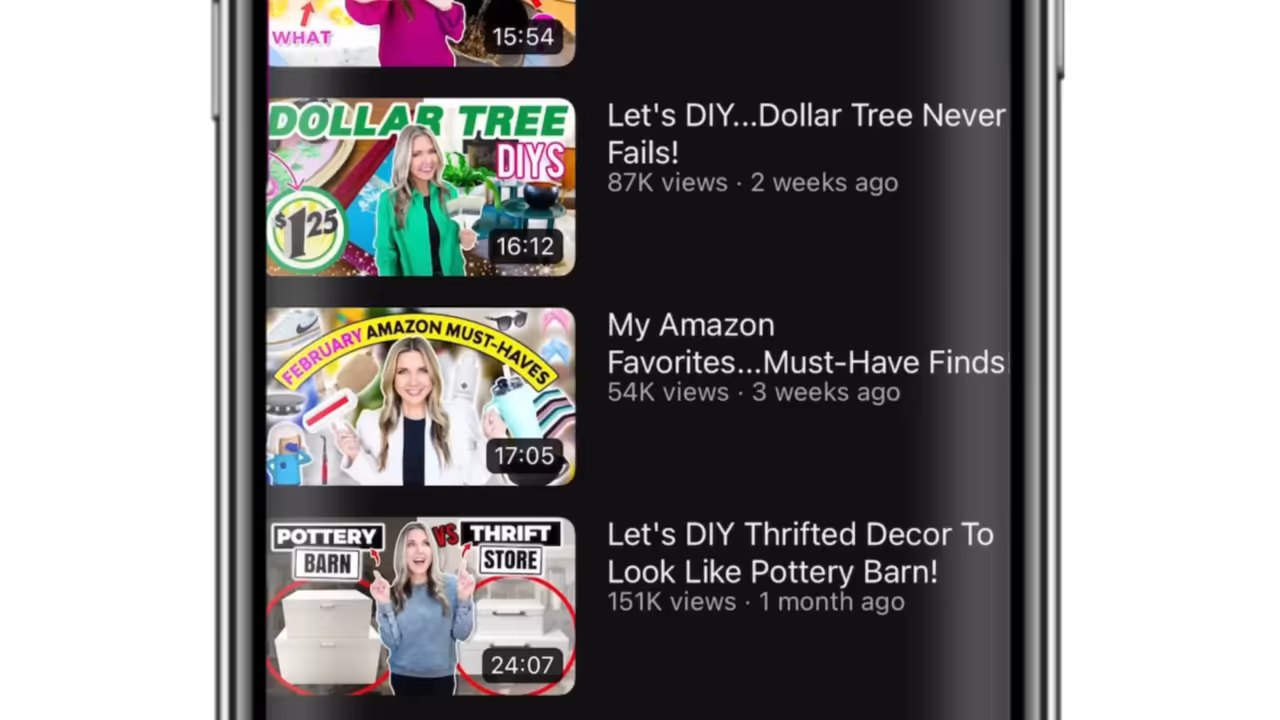 WHAT
15:54
DOLLAR TREE
DIYS
$1.25
16:12
Let's DIY...Dollar Tree Never
Fails!
87K views · 2 weeks ago
FEBRUARY AMAZON MUST-HAVES
17:05
My Amazon
Favorites...Must-Have Finds!
54K views · 3 weeks ago
POTTERY
BARN
VS
THRIFT
STORE
24:07
Let's DIY Thrifted Decor To
Look Like Pottery Barn!
151K views · 1 month ago